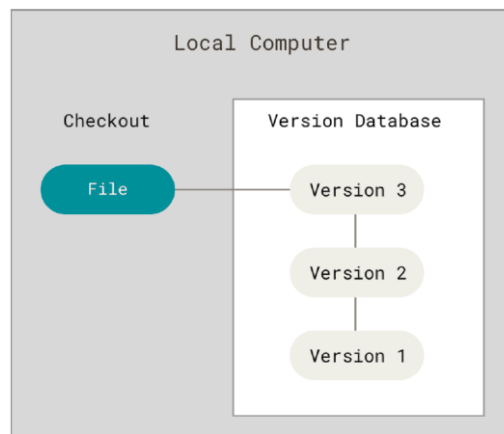 Local Computer
Checkout
Version Database
File
Version 3
Version 2
Version 1